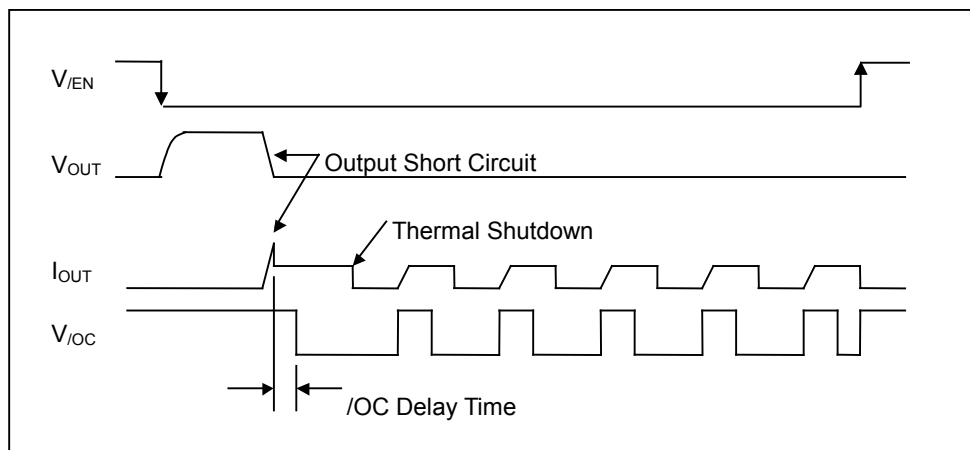 V/EN
VOUT
Output Short Circuit
Thermal Shutdown
IOUT
V/OC
/OC Delay Time